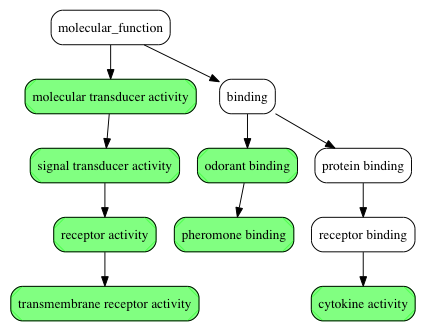 molecular_function
molecular transducer activity
binding
signal transducer activity
odorant binding
protein binding
receptor activity
pheromone binding
receptor binding
transmembrane receptor activity
cytokine activity